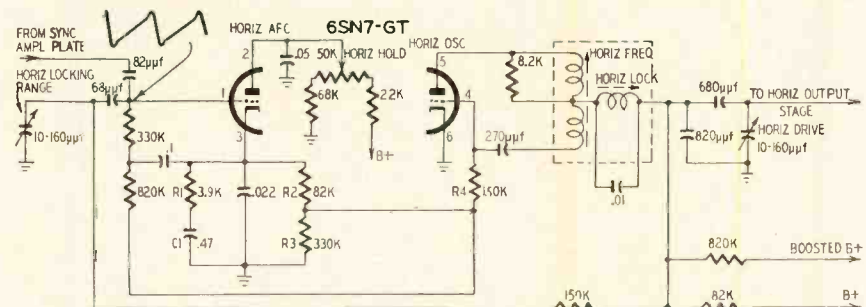 6SN7-GT
HORIZ AFC
HORIZ OSC
FROM SYNC
AMPL PLATE
82μμf
HORIZ LOCKING
RANGE
68μμf
10-160μμf
330K
820K
.1
R1
3.9K
C1
.47
.022
R2
82K
R3
330K
1
2
3
.05
50K
HORIZ HOLD
68K
22K
B+
5
4
6
270μμf
R4
150K
8.2K
HORIZ FREQ
HORIZ LOCK
.01
680μμf
820μμf
TO HORIZ OUTPUT
STAGE
HORIZ DRIVE
10-160μμf
820K
BOOSTED B+
150K
82K
B+